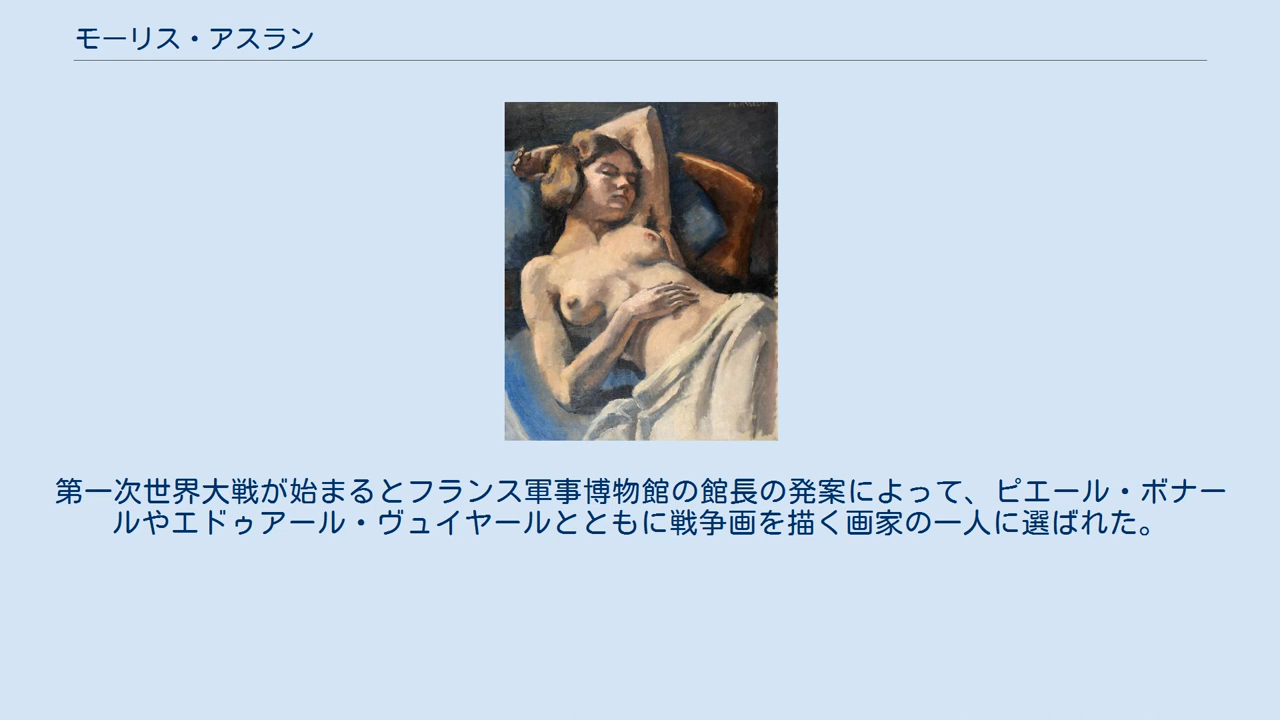 モーリス・アスラン
第一次世界大戦が始まるとフランス軍事博物館の館長の発案によって、ピエール・ボナー
ルやエドゥアール・ヴュイヤールとともに戦争画を描く画家の一人に選ばれた。